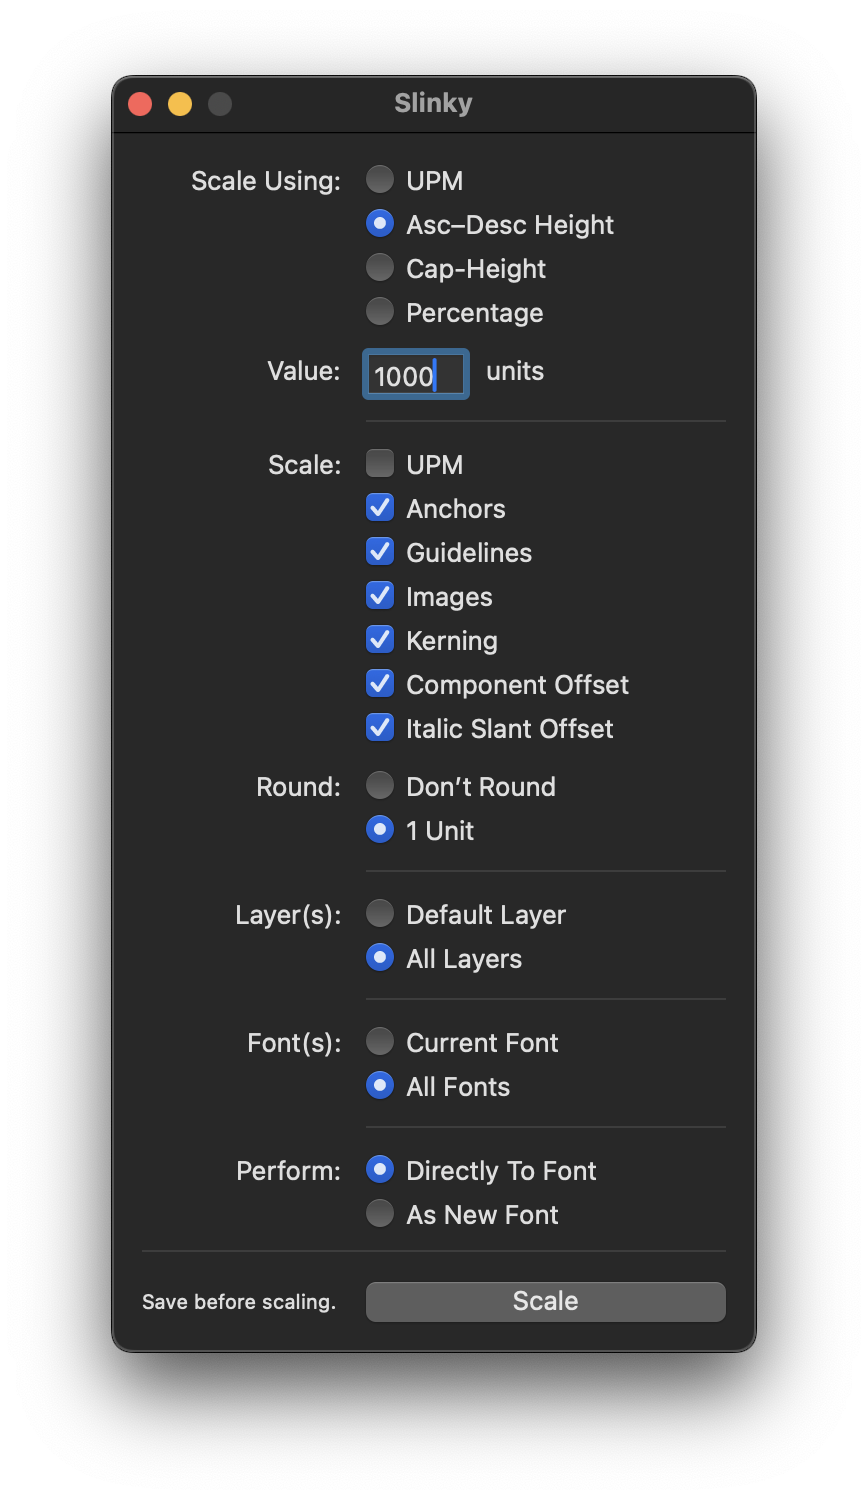 Slinky
Scale Using: UPM
Asc–Desc Height
Cap-Height
Percentage
Value: 1000 units
Scale: UPM
Anchors
Guidelines
Images
Kerning
Component Offset
Italic Slant Offset
Round: Don’t Round
1 Unit
Layer(s): Default Layer
All Layers
Font(s): Current Font
All Fonts
Perform: Directly To Font
As New Font
Save before scaling. Scale